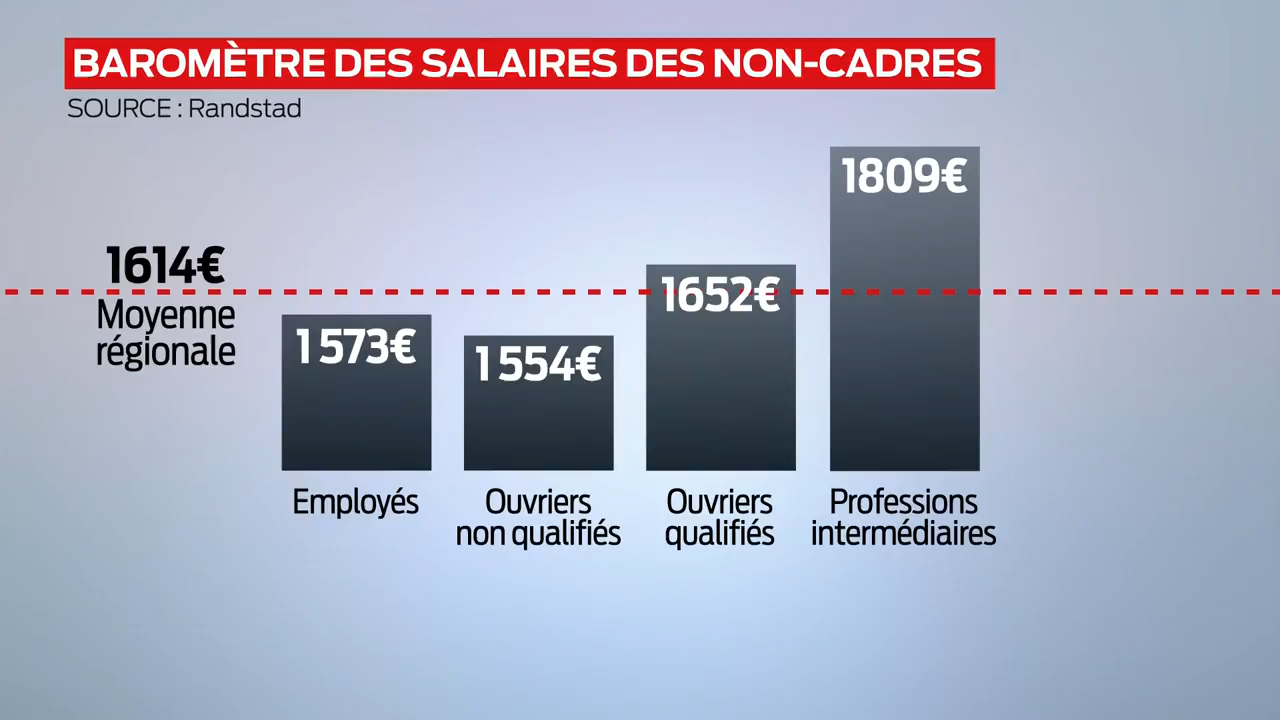 BAROMÈTRE DES SALAIRES DES NON-CADRES
SOURCE : Randstad
1809€
1614€
Moyenne
régionale
1652€
1 573€
1 554€
Employés
Ouvriers
non qualifiés
Ouvriers
qualifiés
Professions
intermédiaires